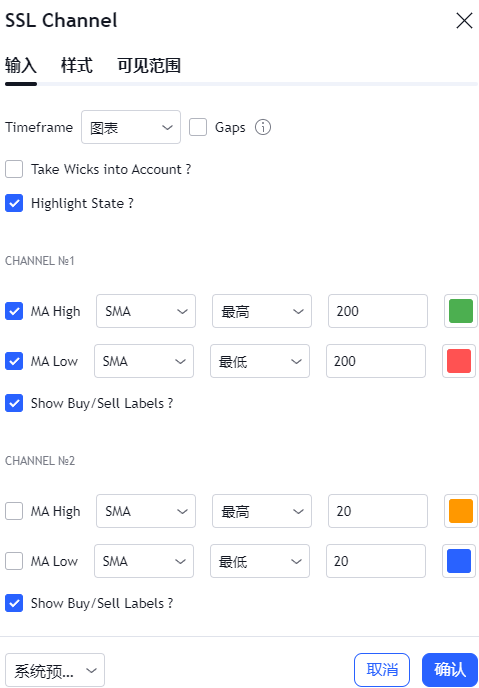 SSL Channel
输入 样式 可见范围
Timeframe 图表 Gaps
Take Wicks into Account ?
Highlight State ?
CHANNEL №1
MA High SMA 最高 200
MA Low SMA 最低 200
Show Buy/Sell Labels ?
CHANNEL №2
MA High SMA 最高 20
MA Low SMA 最低 20
Show Buy/Sell Labels ?
系统预... 取消 确认